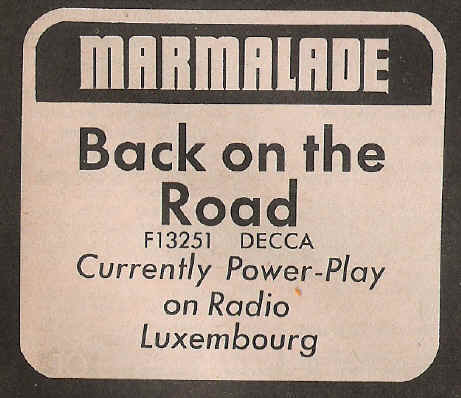 MARMALADE
Back on the
Road
F13251 DECCA
Currently Power-Play
on Radio
Luxembourg